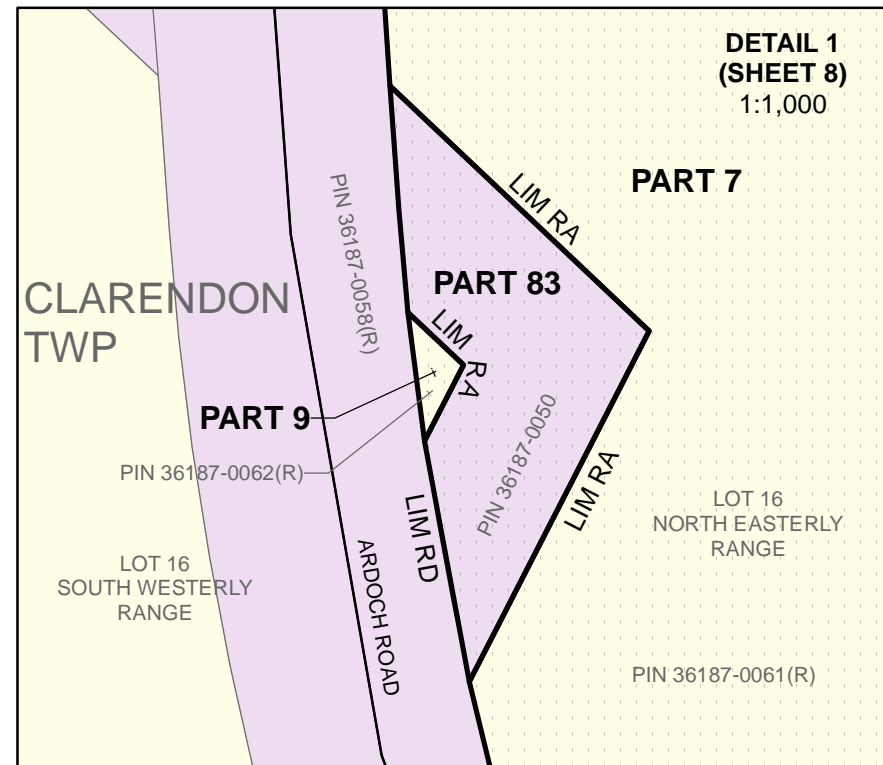 DETAIL 1
(SHEET 8)
1:1,000
PART 7
LIM RA
PIN 36187-0058(R)
PART 83
CLARENDON
TWP
LIM
RA
PART 9
PIN 36187-0062(R)
PIN 36187-0050
LIM RA
LIM RD
ARDOCH ROAD
LOT 16
NORTH EASTERLY
RANGE
LOT 16
SOUTH WESTERLY
RANGE
PIN 36187-0061(R)